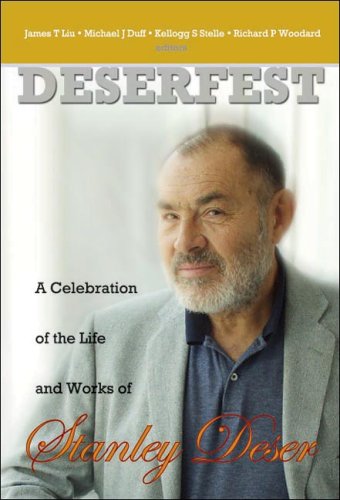 James T Liu • Michael J Duff • Kellogg S Stelle • Richard P Woodard
editors
DESERFEST
A Celebration
of the Life
and Works of
Stanley Deser